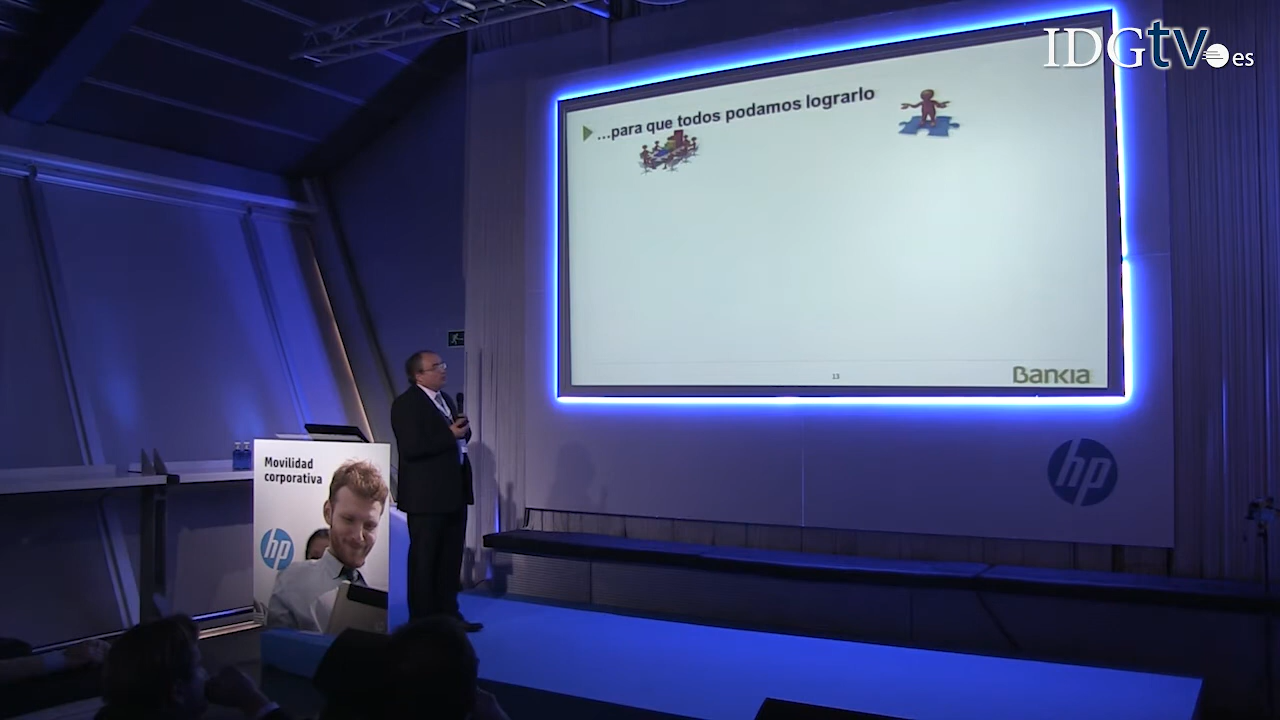 IDGtv.es
...para que todos podamos lograrlo
13
Bankia
hp
Movilidad
corporativa
hp